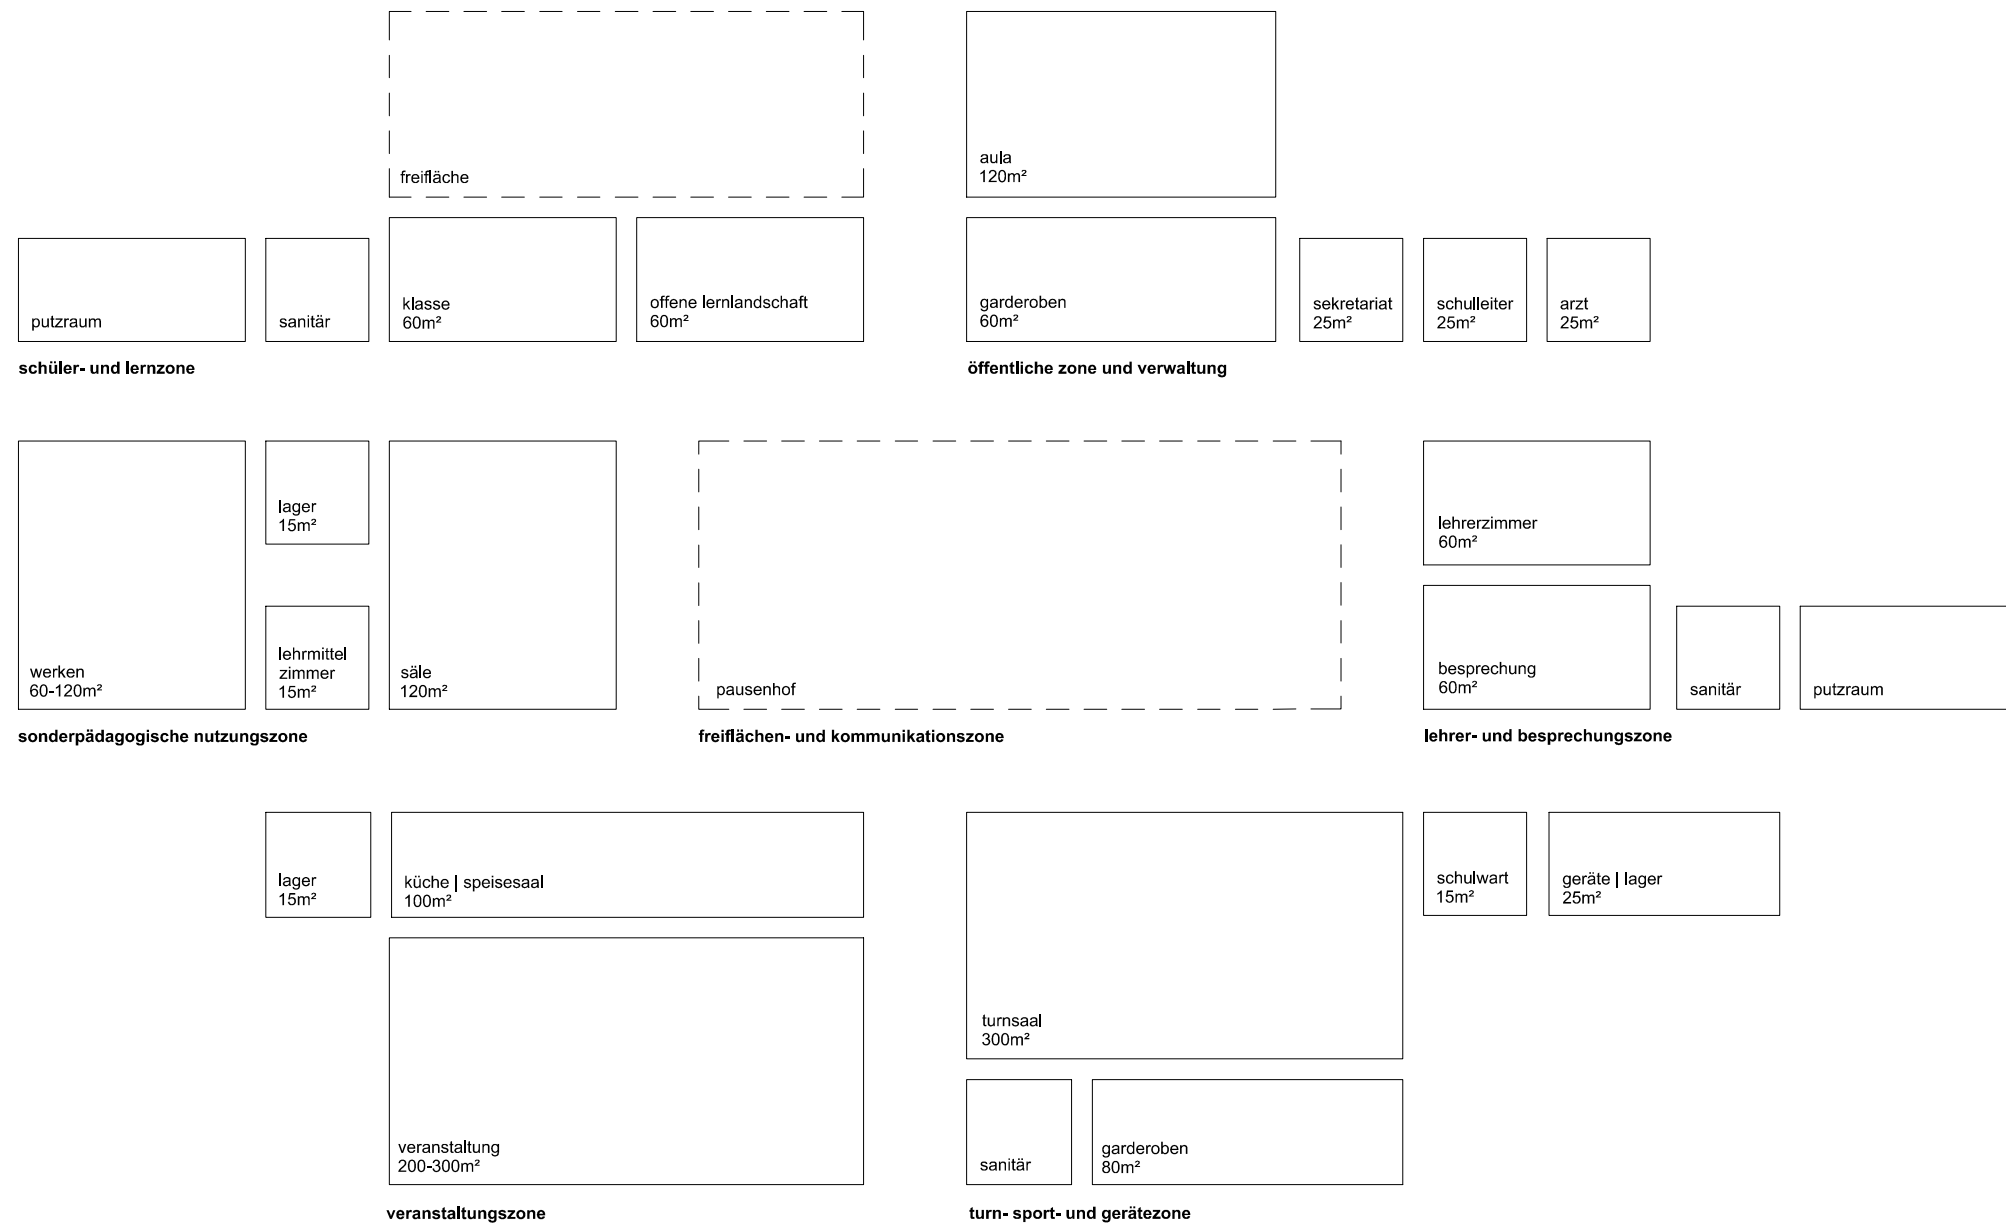 freifläche
aula
120m²
putzraum
sanitär
klasse
60m²
offene lernlandschaft
60m²
garderoben
60m²
sekretariat
25m²
schulleiter
25m²
arzt
25m²
schüler- und lernzone
öffentliche zone und verwaltung
lager
15m²
lehrerzimmer
60m²
werken
60-120m²
lehrmittel
zimmer
15m²
säle
120m²
pausenhof
besprechung
60m²
sanitär
putzraum
sonderpädagogische nutzungszone
freiflächen- und kommunikationszone
lehrer- und besprechungszone
lager
15m²
küche | speisesaal
100m²
schulwart
15m²
geräte | lager
25m²
turnsaal
300m²
veranstaltung
200-300m²
sanitär
garderoben
80m²
veranstaltungszone
turn- sport- und gerätezone